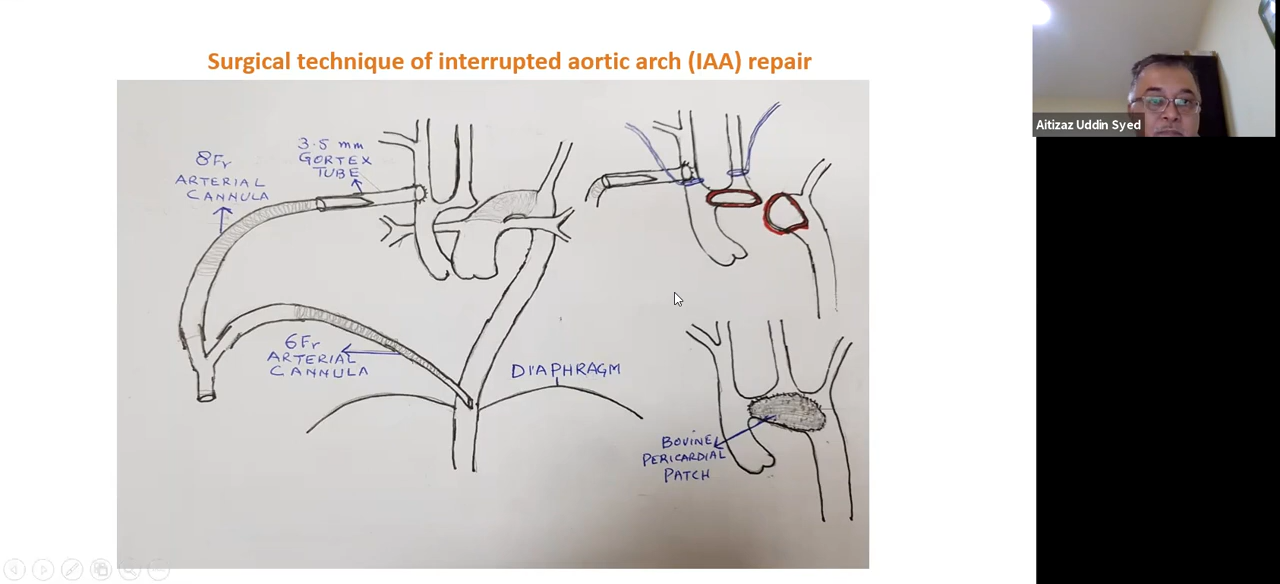 Surgical technique of interrupted aortic arch (IAA) repair
8Fr
ARTERIAL
CANNULA
3.5 mm
GORTEX
TUBE
6Fr
ARTERIAL
CANNULA
DIAPHRAGM
BOVINE
PERICARDIAL
PATCH
Aitizaz Uddin Syed